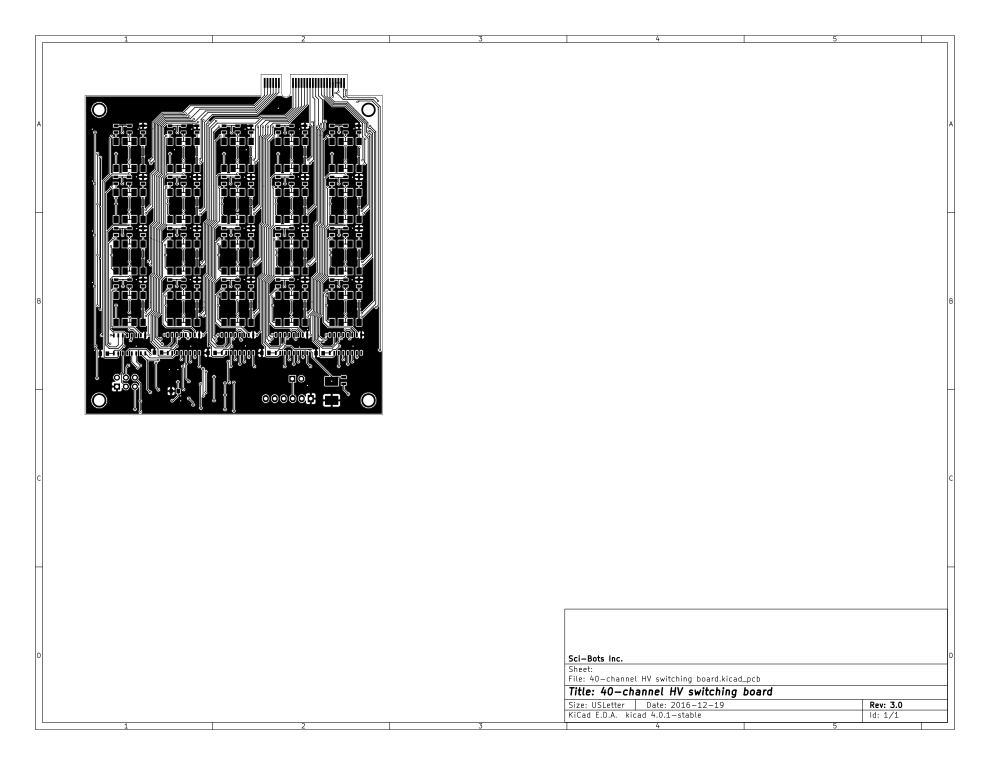 1 2 3 4 5
A A
B B
C C
D D
Sci-Bots Inc.
Sheet:
File: 40-channel HV switching board.kicad_pcb
Title: 40-channel HV switching board
Size: USLetter Date: 2016-12-19 Rev: 3.0
KiCad E.D.A. kicad 4.0.1-stable Id: 1/1
1 2 3 4 5